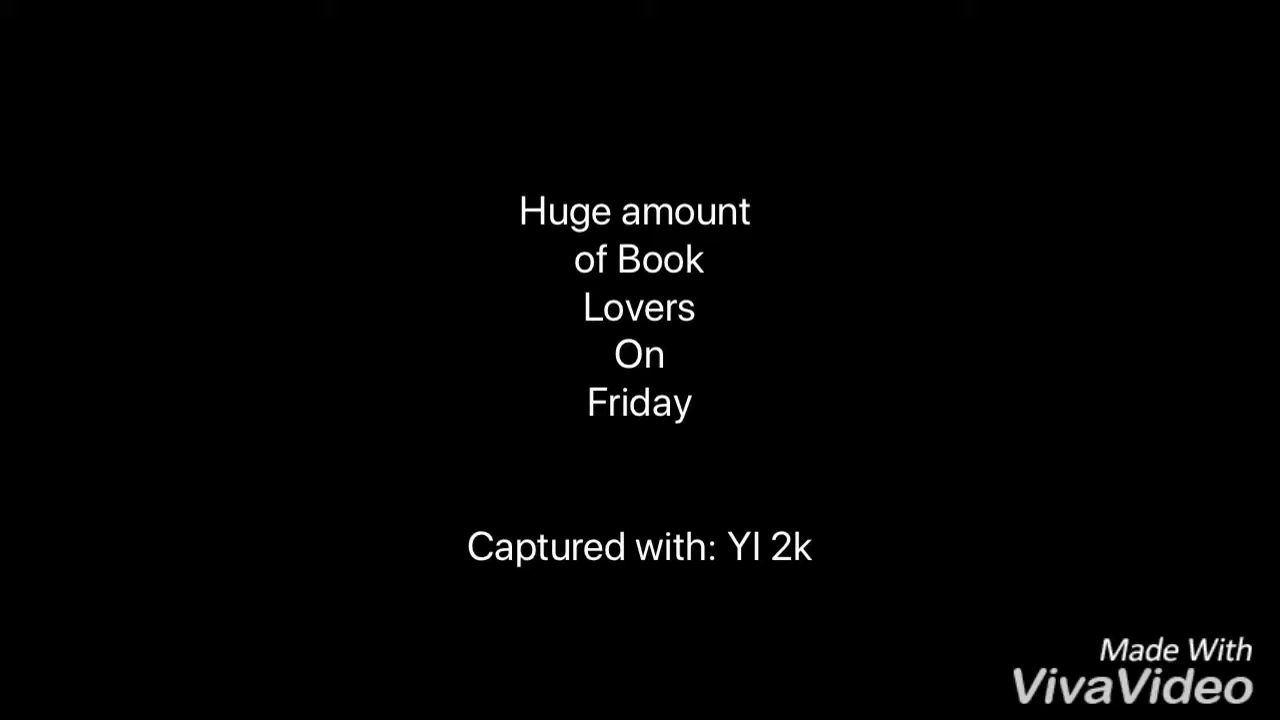 Huge amount
of Book
Lovers
On
Friday
Captured with: YI 2k
Made With
VivaVideo